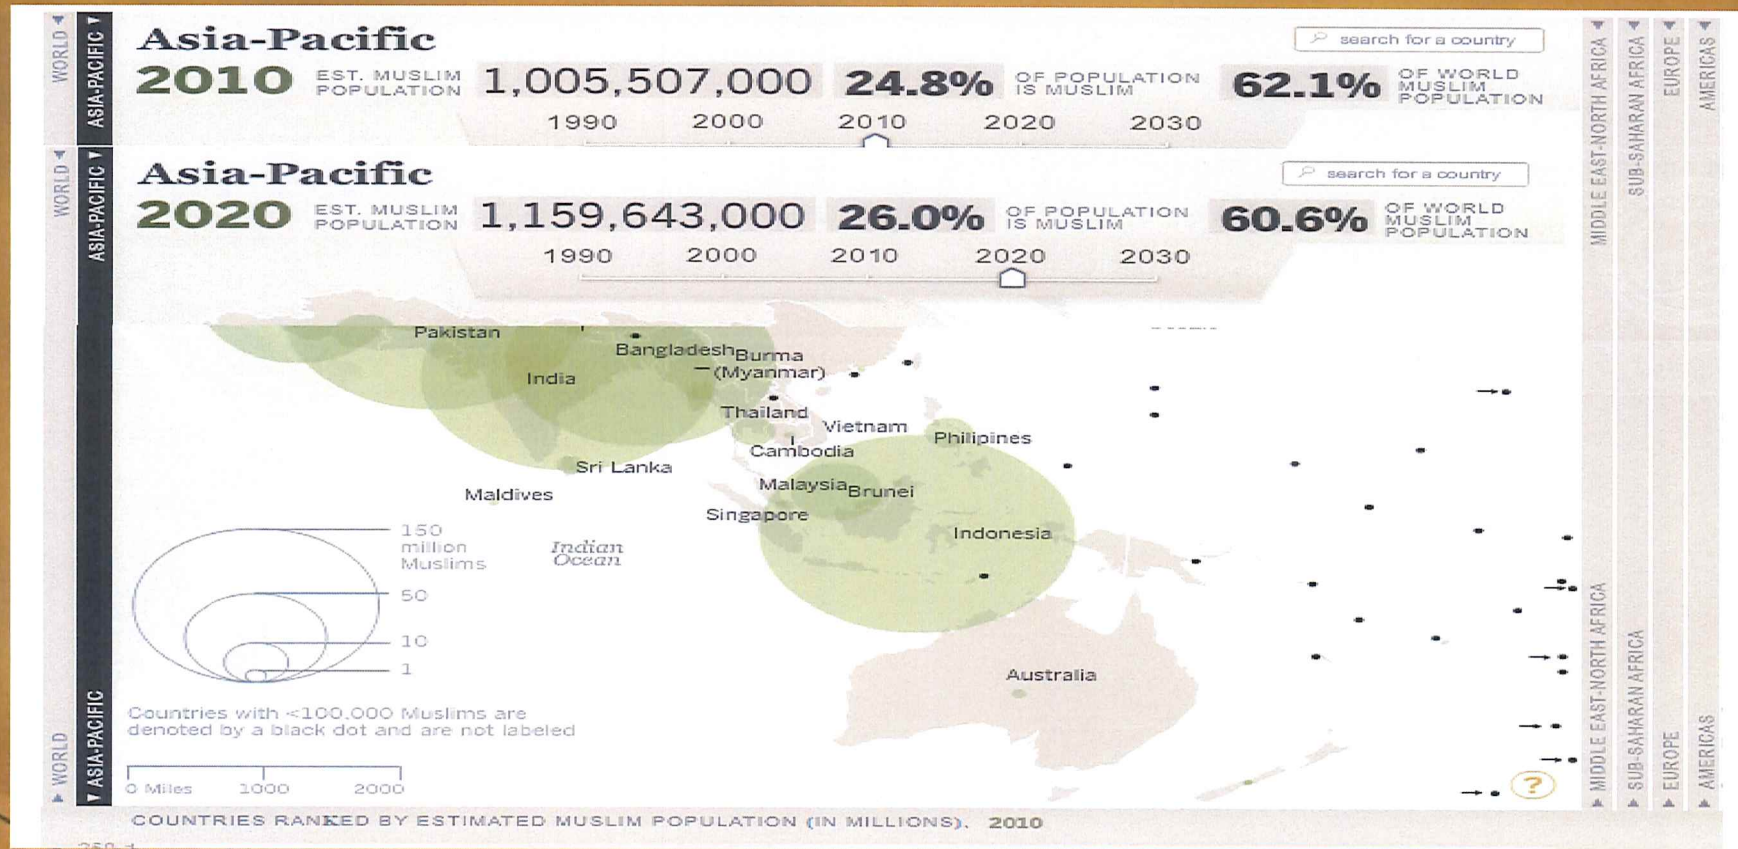 WORLD
ASIA-PACIFIC
Asia-Pacific
search for a country
2010 EST. MUSLIM POPULATION 1,005,507,000 24.8% OF POPULATION IS MUSLIM 62.1% OF WORLD MUSLIM POPULATION
1990 2000 2010 2020 2030
MIDDLE EAST-NORTH AFRICA
SUB-SAHARAN AFRICA
EUROPE
AMERICAS
WORLD
ASIA-PACIFIC
Asia-Pacific
search for a country
2020 EST. MUSLIM POPULATION 1,159,643,000 26.0% OF POPULATION IS MUSLIM 60.6% OF WORLD MUSLIM POPULATION
1990 2000 2010 2020 2030
Pakistan
Bangladesh
Burma
(Myanmar)
India
Thailand
Vietnam
Philipines
Cambodia
Sri Lanka
Malaysia
Brunei
Maldives
Singapore
Indonesia
150
million
Muslims
Indian
Ocean
50
10
1
Australia
Countries with <100,000 Muslims are
denoted by a black dot and are not labeled
0 Miles 1000 2000
?
WORLD
ASIA-PACIFIC
MIDDLE EAST-NORTH AFRICA
SUB-SAHARAN AFRICA
EUROPE
AMERICAS
COUNTRIES RANKED BY ESTIMATED MUSLIM POPULATION (IN MILLIONS). 2010